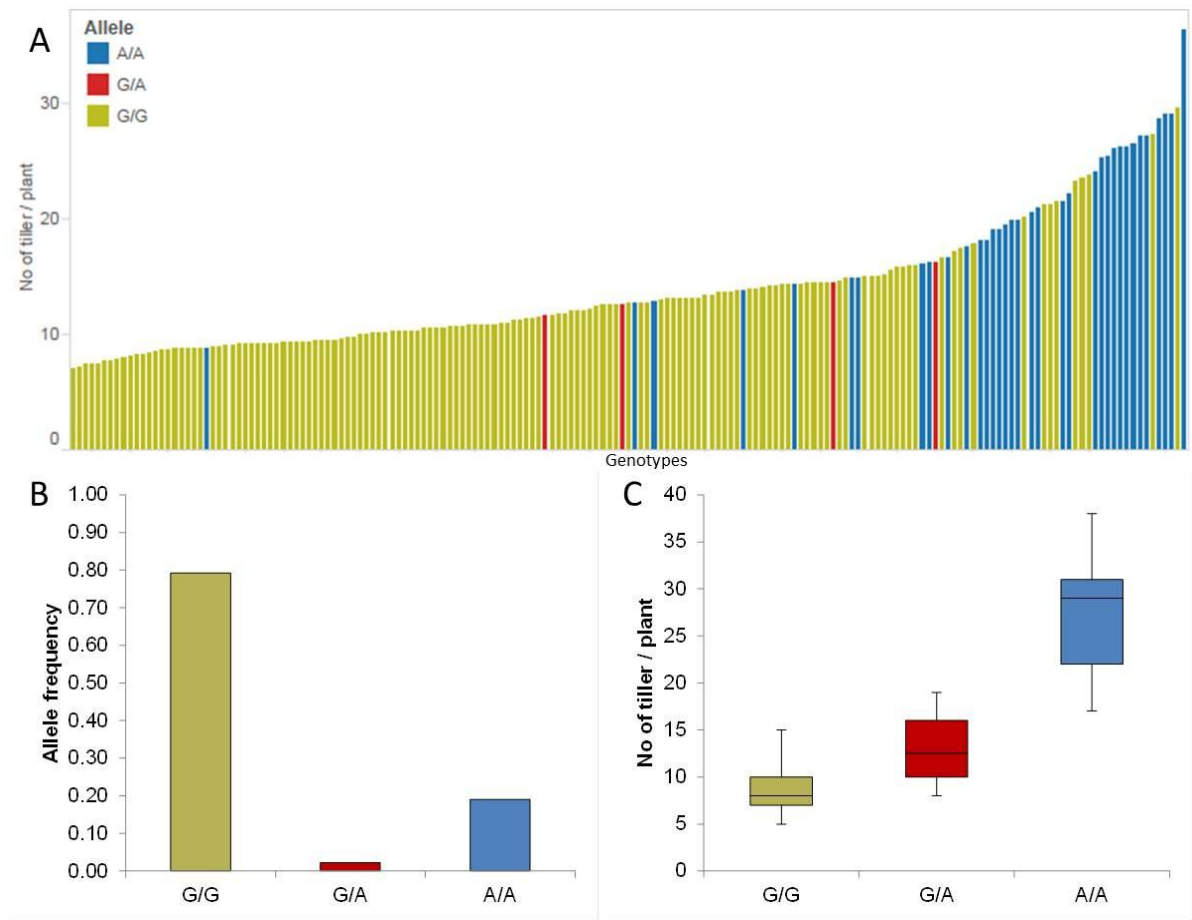 A
Allele
A/A
G/A
G/G
30
20
10
0
No of tiller / plant
Genotypes
B
1.00
0.90
0.80
0.70
0.60
0.50
0.40
0.30
0.20
0.10
0.00
Allele frequency
G/G G/A A/A
C
40
35
30
25
20
15
10
5
0
No of tiller / plant
G/G G/A A/A